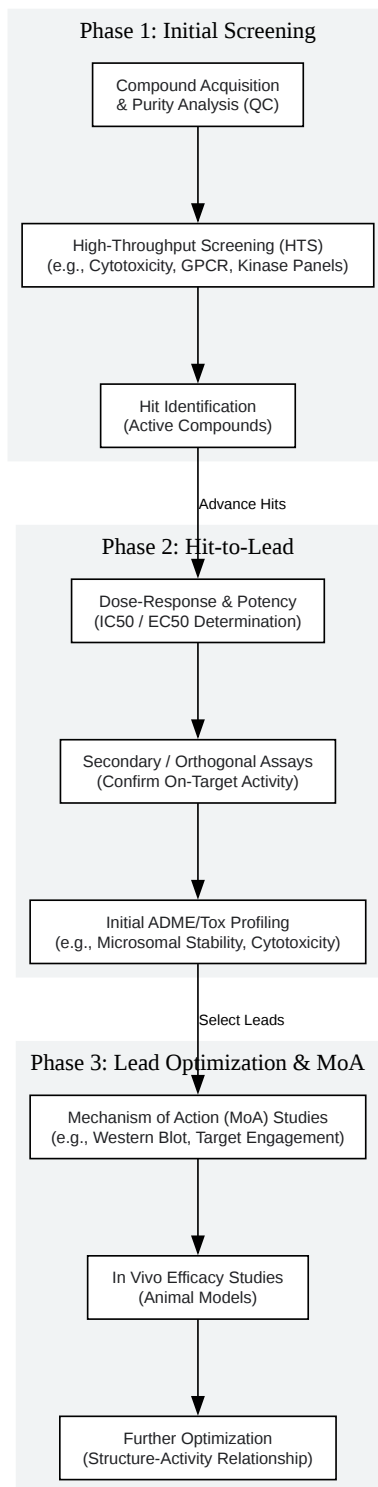 Phase 1: Initial Screening
Compound Acquisition
& Purity Analysis (QC)
High-Throughput Screening (HTS)
(e.g., Cytotoxicity, GPCR, Kinase Panels)
Hit Identification
(Active Compounds)
Advance Hits
Phase 2: Hit-to-Lead
Dose-Response & Potency
(IC50 / EC50 Determination)
Secondary / Orthogonal Assays
(Confirm On-Target Activity)
Initial ADME/Tox Profiling
(e.g., Microsomal Stability, Cytotoxicity)
Select Leads
Phase 3: Lead Optimization & MoA
Mechanism of Action (MoA) Studies
(e.g., Western Blot, Target Engagement)
In Vivo Efficacy Studies
(Animal Models)
Further Optimization
(Structure-Activity Relationship)